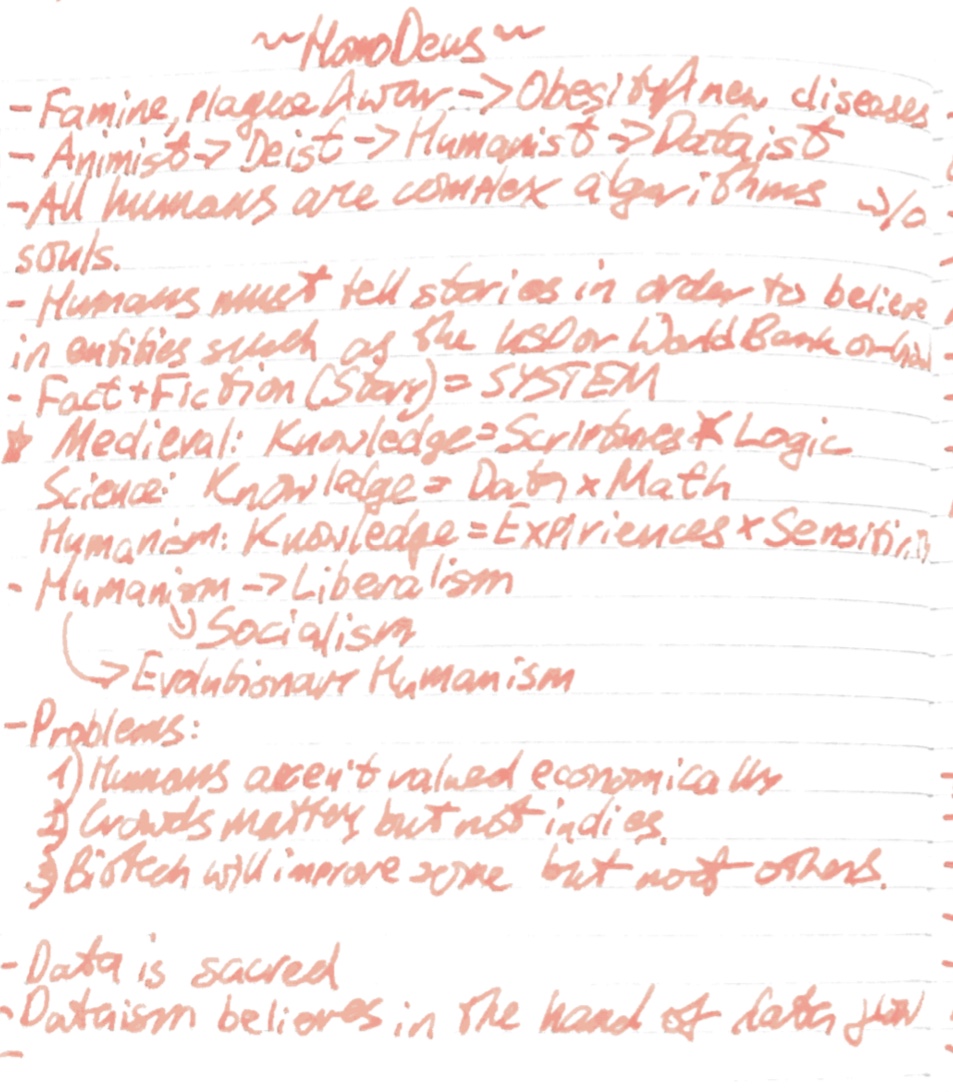 ~HomoDeus~
- Famine, Plague & war -> Obesity & new diseases
- Animist -> Deist -> Humanist -> Dataist
- All humans are complex algorithms w/o
souls.
- Humans must tell stories in order to believe
in entities such as the USD or World Bank or
- Fact + Fiction (Story) = SYSTEM
* Medieval: Knowledge = Scriptures x Logic
Science: Knowledge = Data x Math
Humanism: Knowledge = Expiriences x Sensitivity
- Humanism -> Liberalism
-> Socialism
-> Evolutionary Humanism
- Problems:
1) Humans aren't valued economically
2) Crowds matter but not indies.
3) Biotech will improve some but not others.
- Data is sacred
- Dataism believes in the hand of data flow